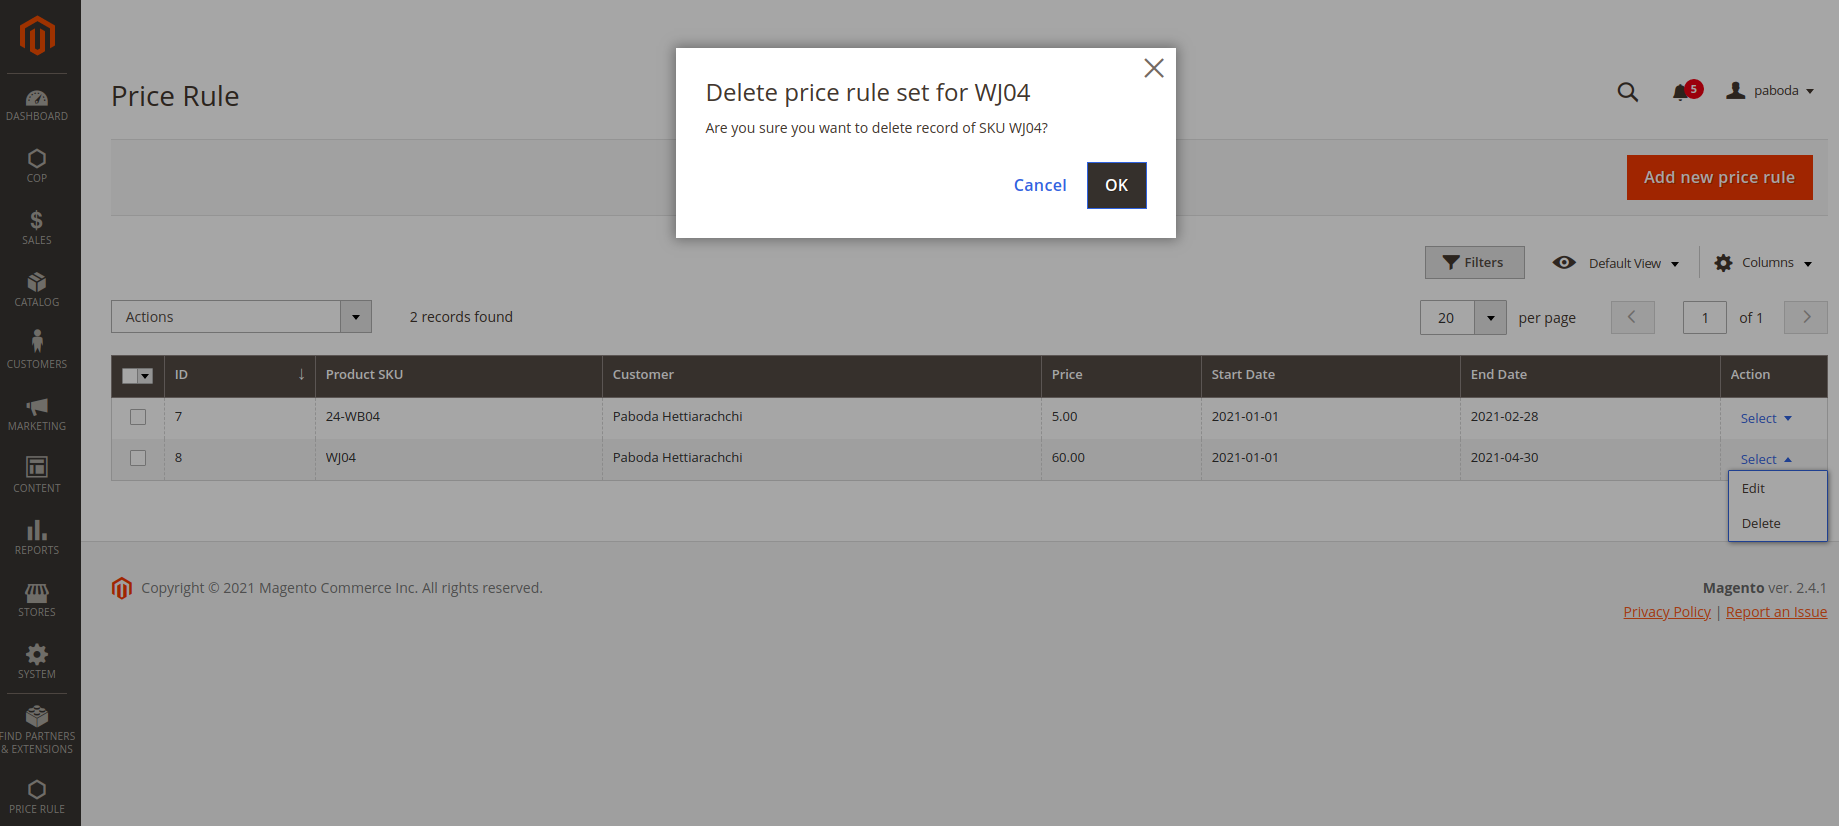 Delete price rule set for WJ04
Are you sure you want to delete record of SKU WJ04?
Cancel
OK
DASHBOARD
COP
SALES
CATALOG
CUSTOMERS
MARKETING
CONTENT
REPORTS
STORES
SYSTEM
FIND PARTNERS
& EXTENSIONS
PRICE RULE
Price Rule
5
paboda
Add new price rule
Filters
Default View
Columns
Actions
2 records found
20
per page
1
of 1
ID ↓ Product SKU Customer Price Start Date End Date Action
7 24-WB04 Paboda Hettiarachchi 5.00 2021-01-01 2021-02-28 Select
8 WJ04 Paboda Hettiarachchi 60.00 2021-01-01 2021-04-30 Select
Edit
Delete
Copyright © 2021 Magento Commerce Inc. All rights reserved.
Magento ver. 2.4.1
Privacy Policy | Report an Issue